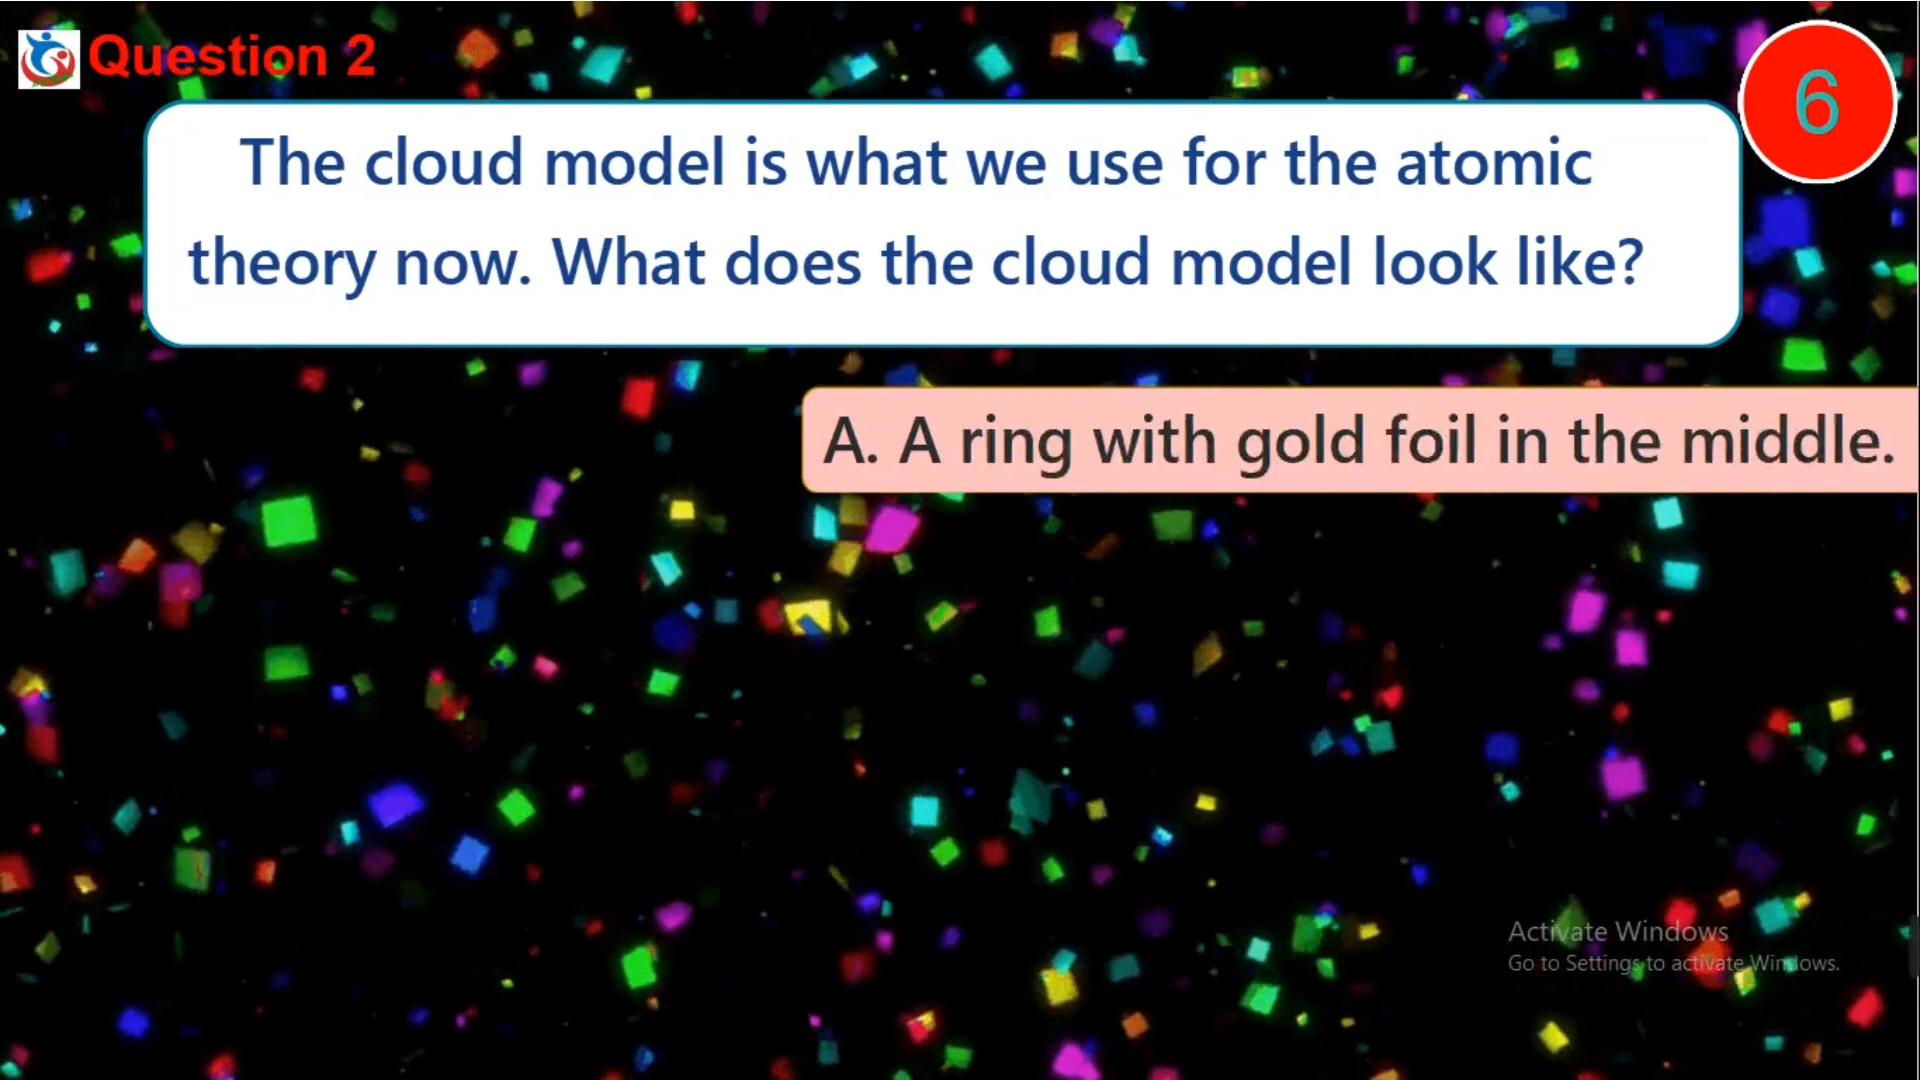 Question 2
6
The cloud model is what we use for the atomic
theory now. What does the cloud model look like?
A. A ring with gold foil in the middle.
Activate Windows
Go to Settings to activate Windows.